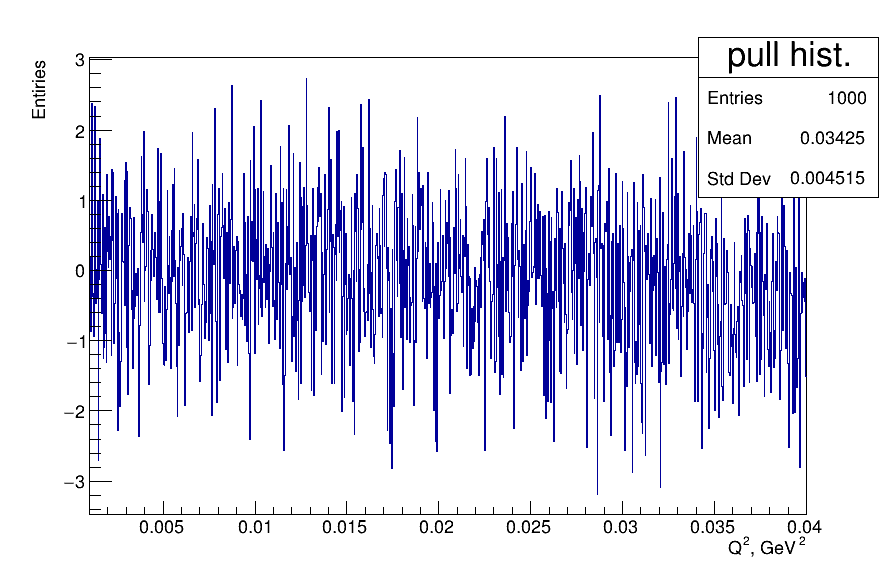 pull hist.
Entries 1000
Mean 0.03425
Std Dev 0.004515
Entiries
3
2
1
0
−1
−2
−3
0.005 0.01 0.015 0.02 0.025 0.03 0.035 0.04
Q², GeV²